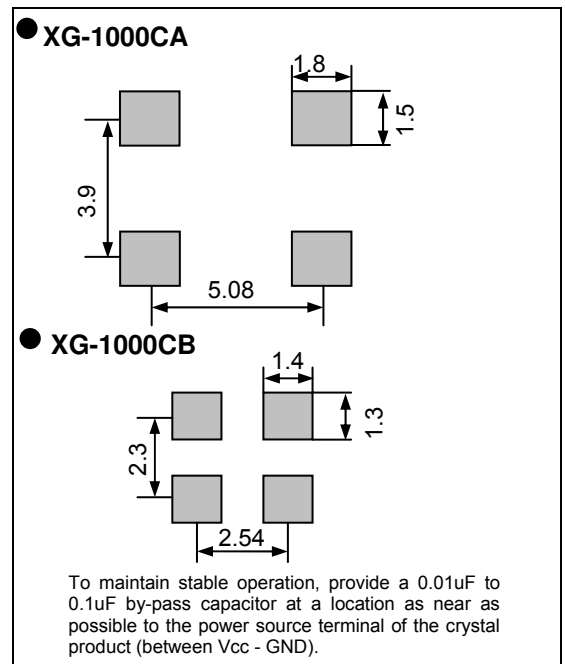 ● XG-1000CA
1.8
1.5
3.9
5.08
● XG-1000CB
1.4
1.3
2.3
2.54
To maintain stable operation, provide a 0.01uF to
0.1uF by-pass capacitor at a location as near as
possible to the power source terminal of the crystal
product (between Vcc - GND).